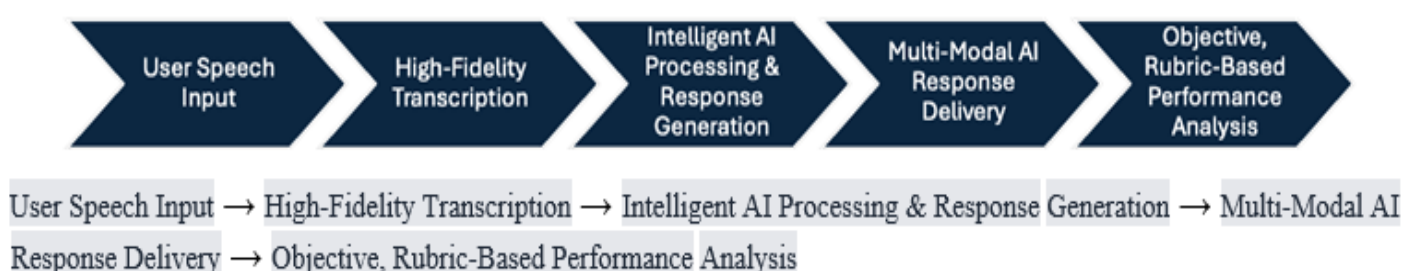 User Speech
Input
High-Fidelity
Transcription
Intelligent AI
Processing &
Response
Generation
Multi-Modal AI
Response
Delivery
Objective,
Rubric-Based
Performance
Analysis
User Speech Input → High-Fidelity Transcription → Intelligent AI Processing & Response Generation → Multi-Modal AI
Response Delivery → Objective, Rubric-Based Performance Analysis